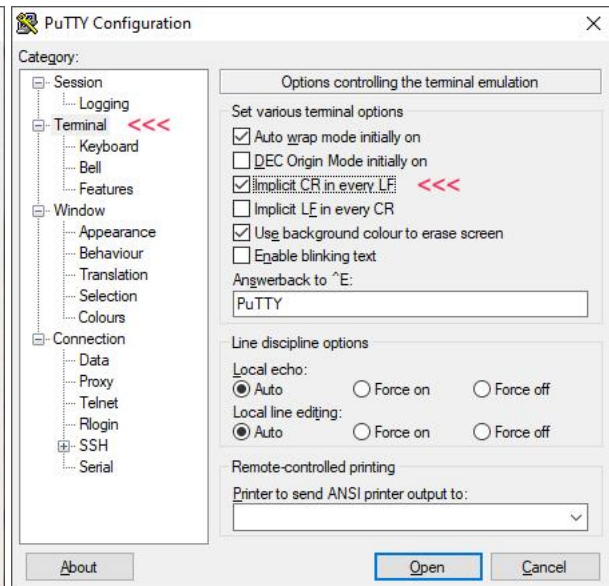 PuTTY Configuration
Category:
Session
Logging
Terminal <<<
Keyboard
Bell
Features
Window
Appearance
Behaviour
Translation
Selection
Colours
Connection
Data
Proxy
Telnet
Rlogin
SSH
Serial
Options controlling the terminal emulation
Set various terminal options
Auto wrap mode initially on
DEC Origin Mode initially on
Implicit CR in every LF <<<
Implicit LF in every CR
Use background colour to erase screen
Enable blinking text
Answerback to ^E:
PuTTY
Line discipline options
Local echo:
Auto Force on Force off
Local line editing:
Auto Force on Force off
Remote-controlled printing
Printer to send ANSI printer output to:
About Open Cancel